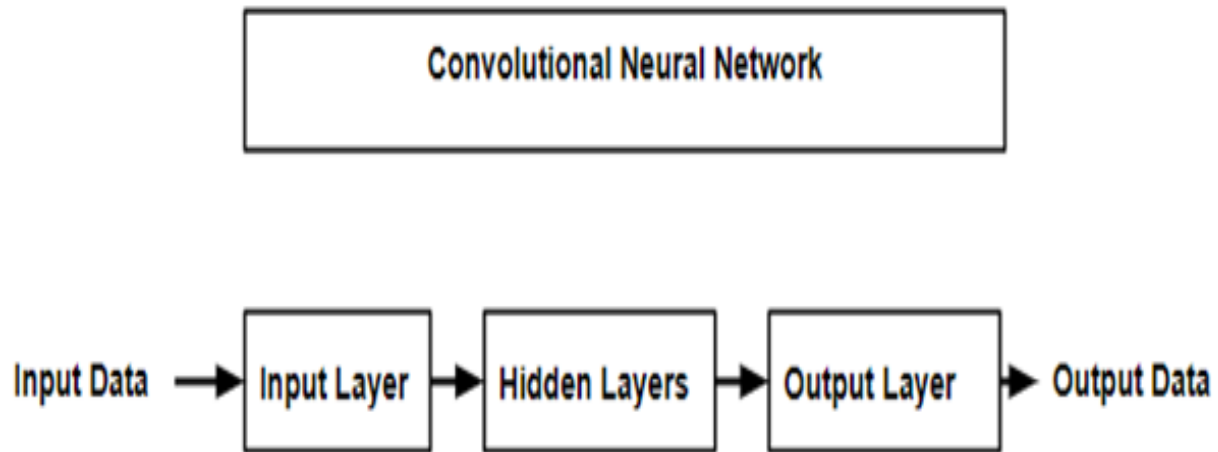 Convolutional Neural Network
Input Data
Input Layer
Hidden Layers
Output Layer
Output Data